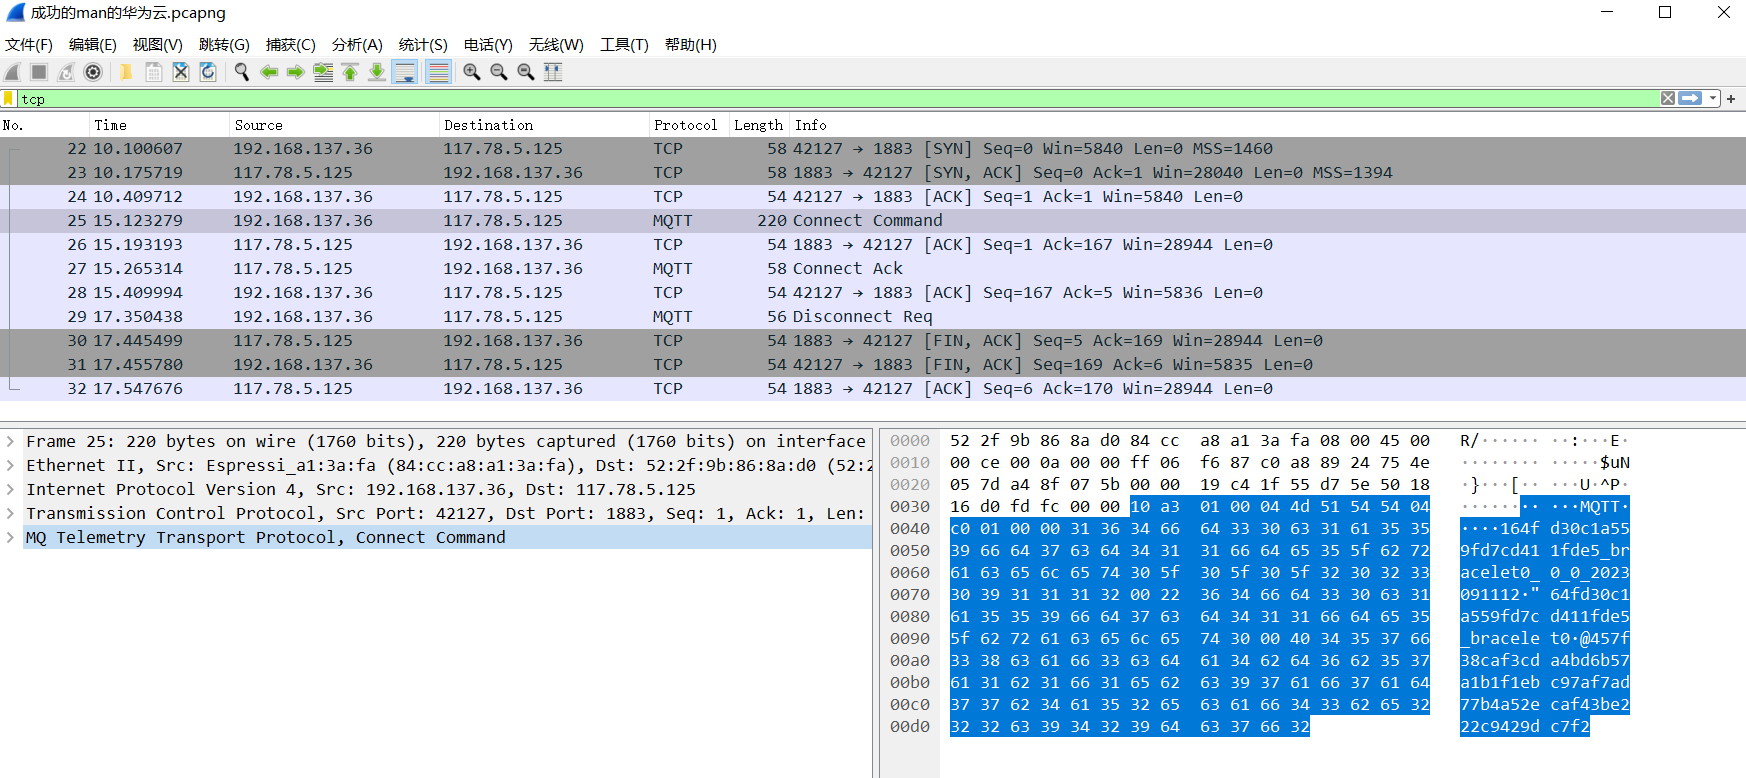 成功的man的华为云.pcapng
文件(F) 编辑(E) 视图(V) 跳转(G) 捕获(C) 分析(A) 统计(S) 电话(Y) 无线(W) 工具(T) 帮助(H)
tcp
No. Time Source Destination Protocol Length Info
22 10.100607 192.168.137.36 117.78.5.125 TCP 58 42127 → 1883 [SYN] Seq=0 Win=5840 Len=0 MSS=1460
23 10.175719 117.78.5.125 192.168.137.36 TCP 58 1883 → 42127 [SYN, ACK] Seq=0 Ack=1 Win=28040 Len=0 MSS=1394
24 10.409712 192.168.137.36 117.78.5.125 TCP 54 42127 → 1883 [ACK] Seq=1 Ack=1 Win=5840 Len=0
25 15.123279 192.168.137.36 117.78.5.125 MQTT 220 Connect Command
26 15.193193 117.78.5.125 192.168.137.36 TCP 54 1883 → 42127 [ACK] Seq=1 Ack=167 Win=28944 Len=0
27 15.265314 117.78.5.125 192.168.137.36 MQTT 58 Connect Ack
28 15.409994 192.168.137.36 117.78.5.125 TCP 54 42127 → 1883 [ACK] Seq=167 Ack=5 Win=5836 Len=0
29 17.350438 192.168.137.36 117.78.5.125 MQTT 56 Disconnect Req
30 17.445499 117.78.5.125 192.168.137.36 TCP 54 1883 → 42127 [FIN, ACK] Seq=5 Ack=169 Win=28944 Len=0
31 17.455780 192.168.137.36 117.78.5.125 TCP 54 42127 → 1883 [FIN, ACK] Seq=169 Ack=6 Win=5835 Len=0
32 17.547676 117.78.5.125 192.168.137.36 TCP 54 1883 → 42127 [ACK] Seq=6 Ack=170 Win=28944 Len=0
Frame 25: 220 bytes on wire (1760 bits), 220 bytes captured (1760 bits) on interface
Ethernet II, Src: Espressi_a1:3a:fa (84:cc:a8:a1:3a:fa), Dst: 52:2f:9b:86:8a:d0 (52:2
Internet Protocol Version 4, Src: 192.168.137.36, Dst: 117.78.5.125
Transmission Control Protocol, Src Port: 42127, Dst Port: 1883, Seq: 1, Ack: 1, Len:
MQ Telemetry Transport Protocol, Connect Command
0000 52 2f 9b 86 8a d0 84 cc a8 a1 3a fa 08 00 45 00 R/······ ··:···E·
0010 00 ce 00 0a 00 00 ff 06 f6 87 c0 a8 89 24 75 4e ········ ·····$uN
0020 05 7d a4 8f 07 5b 00 00 19 c4 1f 55 d7 5e 50 18 ·}···[·· ···U·^P·
0030 16 d0 fd fc 00 00 10 a3 01 00 04 4d 51 54 54 04 ········ ···MQTT·
0040 c0 01 00 00 31 36 34 66 64 33 30 63 31 61 35 35 ····164f d30c1a55
0050 39 66 64 37 63 64 34 31 31 66 64 65 35 5f 62 72 9fd7cd41 1fde5_br
0060 61 63 65 6c 65 74 30 5f 30 5f 30 5f 32 30 32 33 acelet0_ 0_0_2023
0070 30 39 31 31 31 32 00 22 36 34 66 64 33 30 63 31 091112·" 64fd30c1
0080 61 35 35 39 66 64 37 63 64 34 31 31 66 64 65 35 a559fd7c d411fde5
0090 5f 62 72 61 63 65 6c 65 74 30 00 40 34 35 37 66 _bracele t0·@457f
00a0 33 38 63 61 66 33 63 64 61 34 62 64 36 62 35 37 38caf3cd a4bd6b57
00b0 61 31 62 31 66 31 65 62 63 39 37 61 66 37 61 64 a1b1f1eb c97af7ad
00c0 37 37 62 34 61 35 32 65 63 61 66 34 33 62 65 32 77b4a52e caf43be2
00d0 32 32 63 39 34 32 39 64 63 37 66 32 22c9429d c7f2